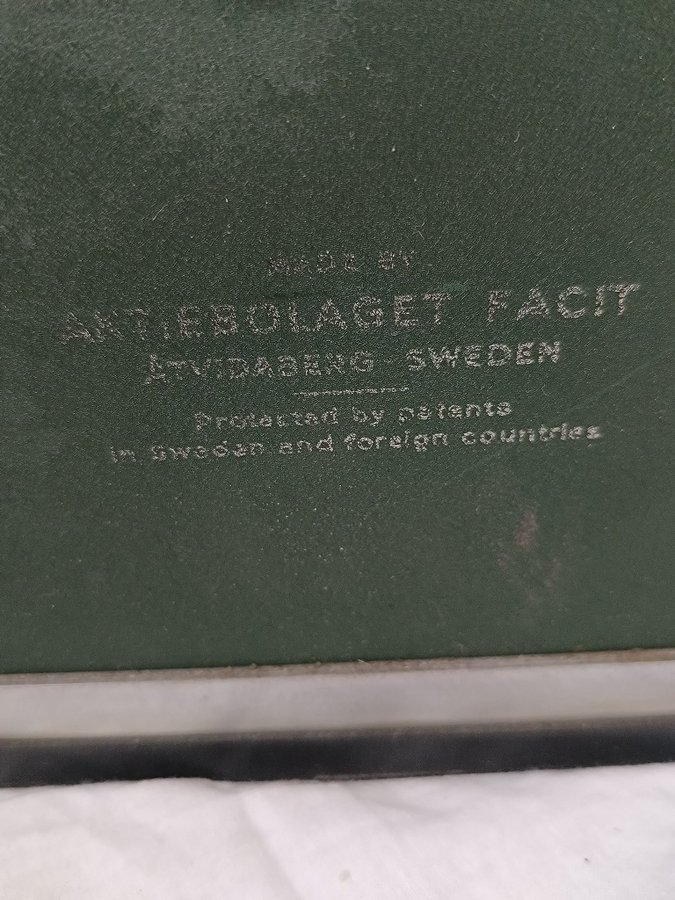 MADE BY
AKTIEBOLAGET FACIT
ÅTVIDABERG - SWEDEN
Protected by patents
in Sweden and foreign countries